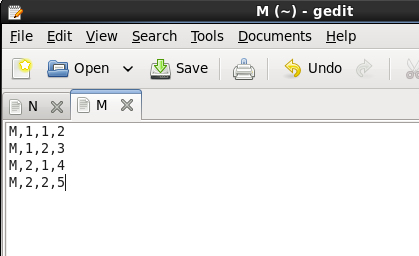 M (~) - gedit
File Edit View Search Tools Documents Help
Open Save Undo
N M
M,1,1,2
M,1,2,3
M,2,1,4
M,2,2,5